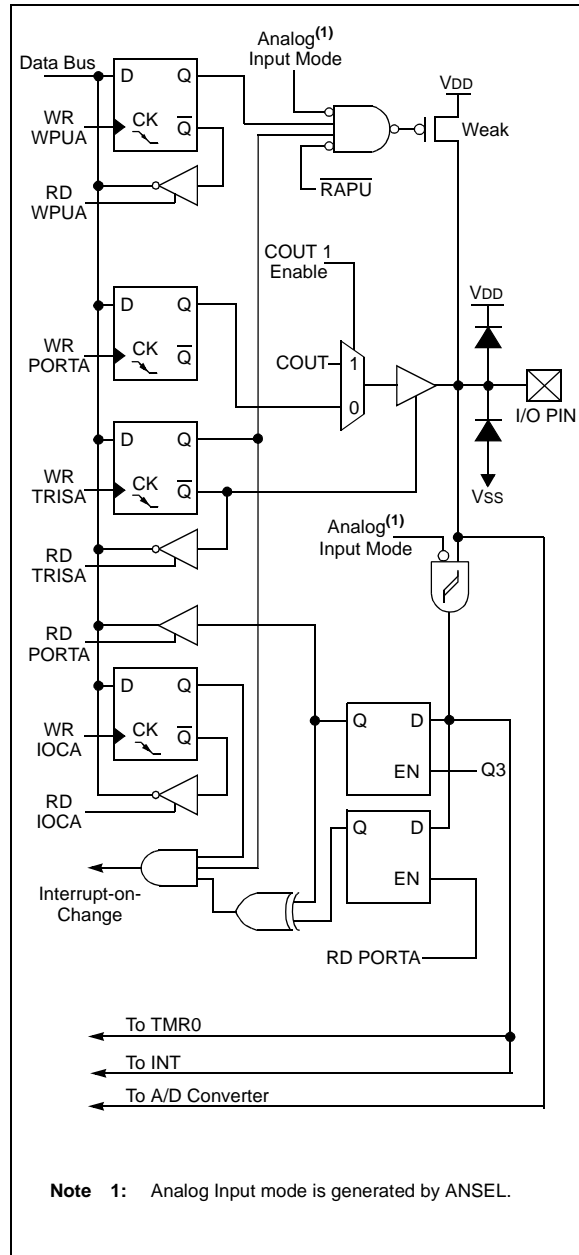 Data Bus
D Q
WR
WPUA
CK
Q
RD
WPUA
Analog(1)
Input Mode
RAPU
VDD
Weak
D Q
WR
PORTA
CK
Q
COUT 1
Enable
COUT
1
0
VDD
I/O PIN
VSS
D Q
WR
TRISA
CK
Q
RD
TRISA
Analog(1)
Input Mode
RD
PORTA
D Q
WR
IOCA
CK
Q
RD
IOCA
Q D
EN
Q3
Q D
EN
Interrupt-on-
Change
RD PORTA
To TMR0
To INT
To A/D Converter
Note 1: Analog Input mode is generated by ANSEL.